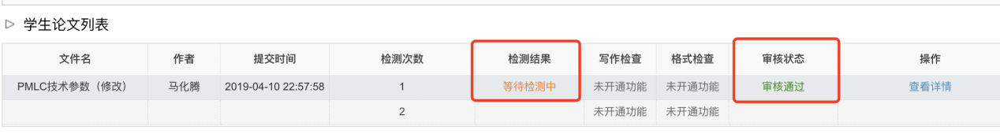 学生论文列表
文件名 作者 提交时间 检测次数 检测结果 写作检查 格式检查 审核状态 操作
PMLC技术参数（修改） 马化腾 2019-04-10 22:57:58 1 等待检测中 未开通功能 未开通功能 审核通过 查看详情
2 未开通功能 未开通功能